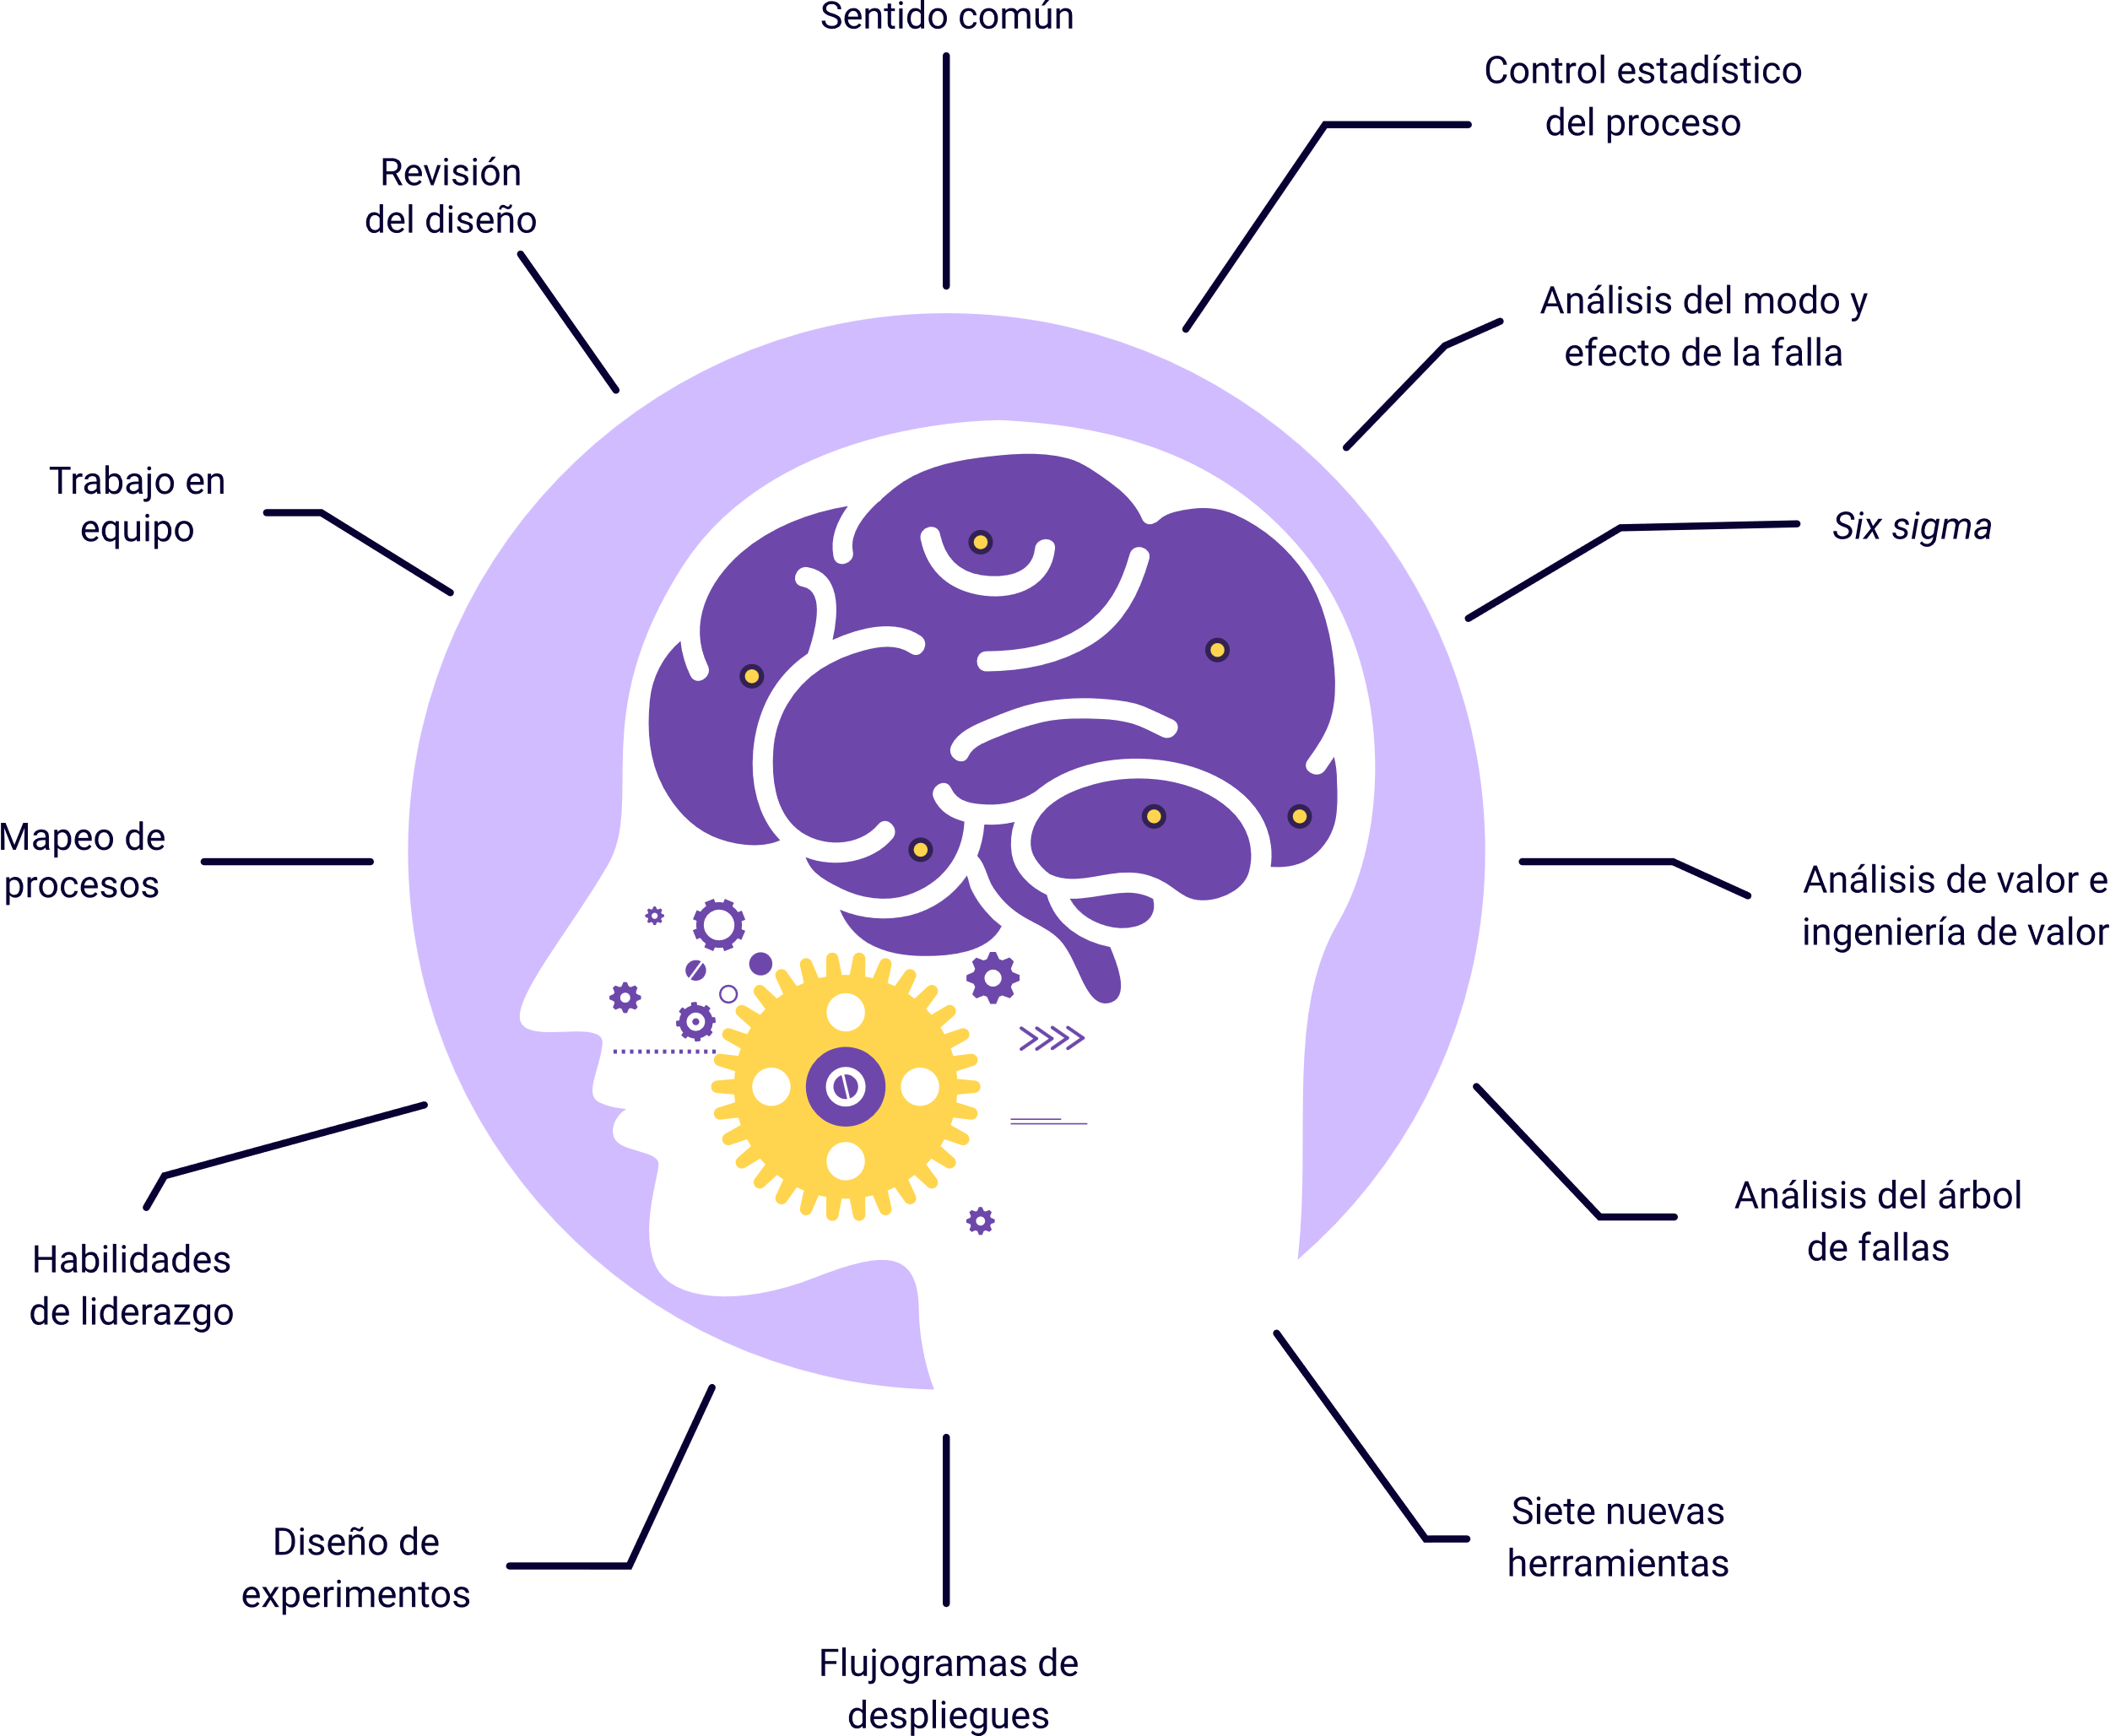 Sentido común
Control estadístico
del proceso
Análisis del modo y
efecto de la falla
Six sigma
Análisis de valor e
ingeniería de valor
Análisis del árbol
de fallas
Siete nuevas
herramientas
Flujogramas de
despliegues
Diseño de
experimentos
Habilidades
de liderazgo
Mapeo de
procesos
Trabajo en
equipo
Revisión
del diseño